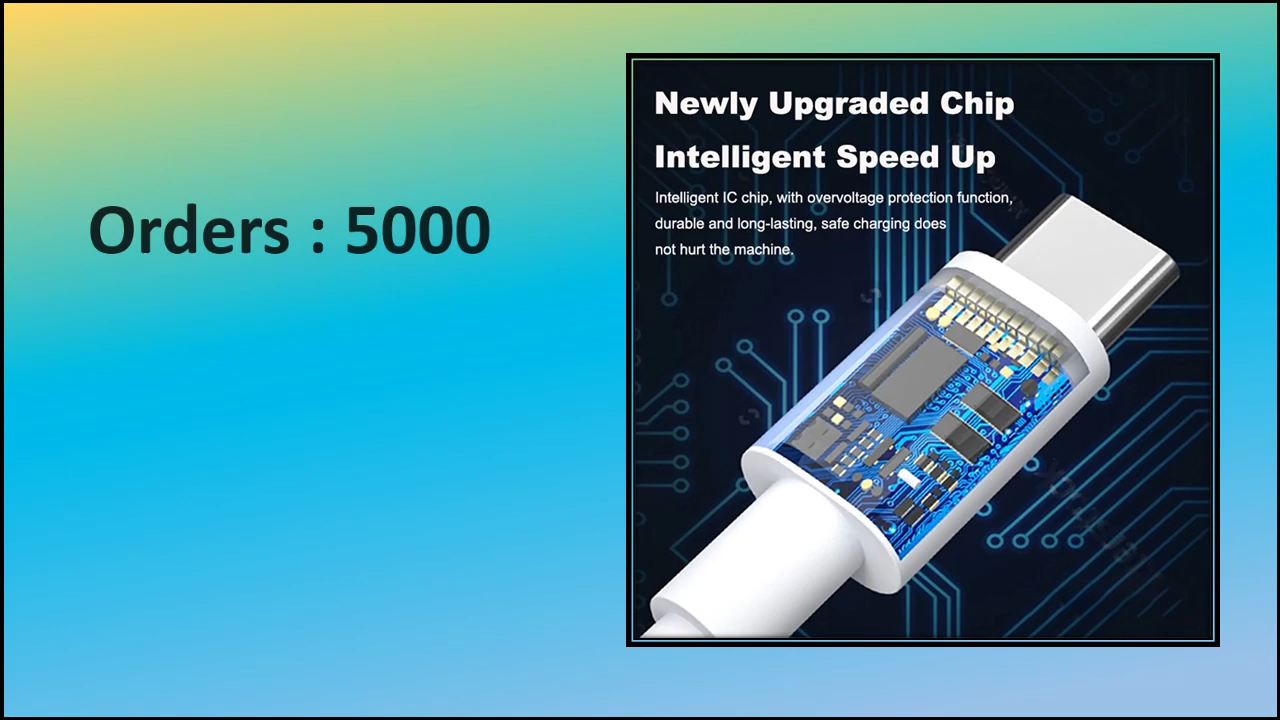 Orders : 5000
Newly Upgraded Chip
Intelligent Speed Up
Intelligent IC chip, with overvoltage protection function,
durable and long-lasting, safe charging does
not hurt the machine.